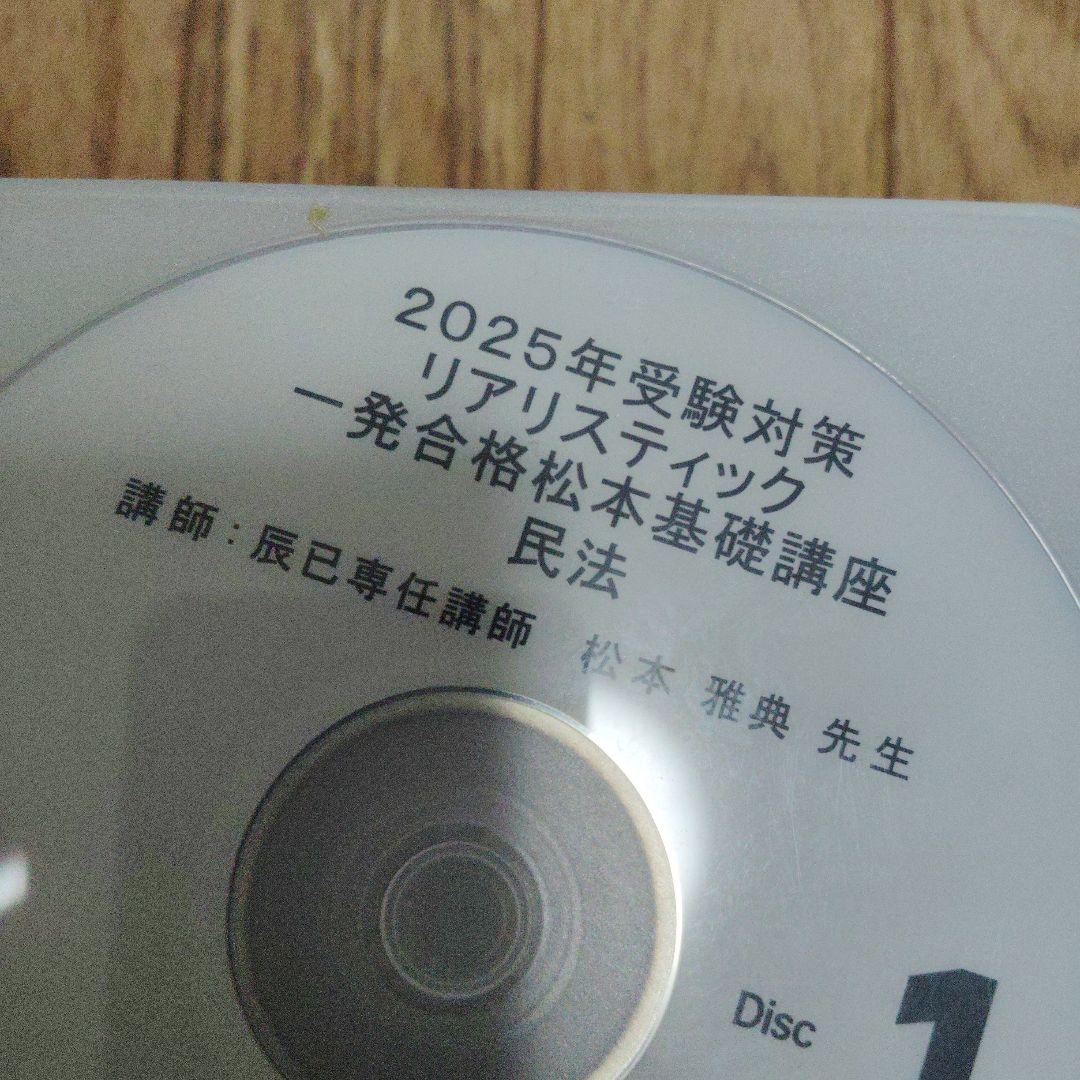 2025年受験対策
リアリスティック
一発合格松本基礎講座
民法
講師：辰已専任講師　松本 雅典 先生
Disc 1